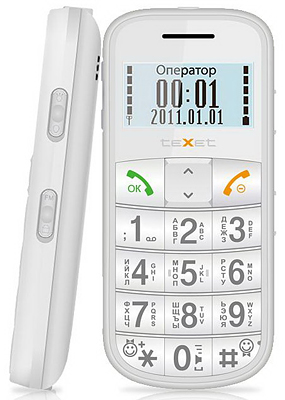 Оператор
00:01
2011.01.01
teXet
OK
1
2 АБВГ ABC
3 ДЕЖЗ DEF
4 ИЙКЛ GHI
5 МНОП JKL
6 РСТУ MNO
7 ФХЦЧ PQRS
8 ШЩЪЫ TUV
9 ЬЭЮЯ WXYZ
* 0 #
FM